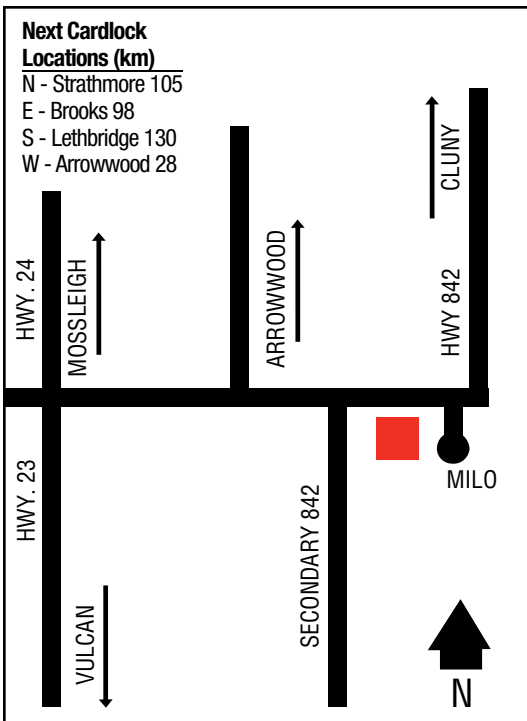 Next Cardlock
Locations (km)
N - Strathmore 105
E - Brooks 98
S - Lethbridge 130
W - Arrowwood 28
HWY. 24
MOSSLEIGH
ARROWWOOD
CLUNY
HWY 842
HWY. 23
VULCAN
SECONDARY 842
MILO
N